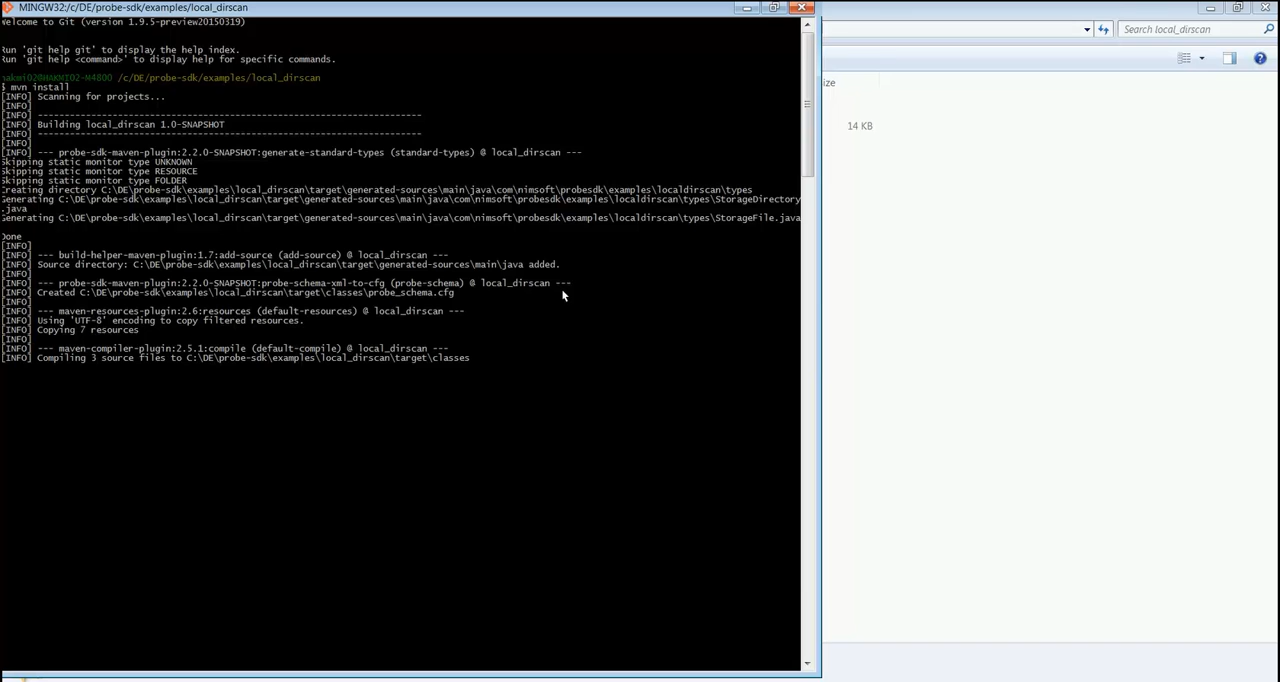 MINGW32:/c/DE/probe-sdk/examples/local_dirscan
Welcome to Git (version 1.9.5-preview20150319)
Run 'git help git' to display the help index.
Run 'git help <command>' to display help for specific commands.
hakmi02@HAKMI02-M4800 /c/DE/probe-sdk/examples/local_dirscan
$ mvn install
[INFO] Scanning for projects...
[INFO]
[INFO] ------------------------------------------------------------------------
[INFO] Building local_dirscan 1.0-SNAPSHOT
[INFO] ------------------------------------------------------------------------
[INFO]
[INFO] --- probe-sdk-maven-plugin:2.2.0-SNAPSHOT:generate-standard-types (standard-types) @ local_dirscan ---
Skipping static monitor type UNKNOWN
Skipping static monitor type RESOURCE
Skipping static monitor type FOLDER
Creating directory C:\DE\probe-sdk\examples\local_dirscan\target\generated-sources\main\java\com\nimsoft\probesdk\examples\localdirscan\types
Generating C:\DE\probe-sdk\examples\local_dirscan\target\generated-sources\main\java\com\nimsoft\probesdk\examples\localdirscan\types\StorageDirectory
.java
Generating C:\DE\probe-sdk\examples\local_dirscan\target\generated-sources\main\java\com\nimsoft\probesdk\examples\localdirscan\types\StorageFile.java
Done
[INFO]
[INFO] --- build-helper-maven-plugin:1.7:add-source (add-source) @ local_dirscan ---
[INFO] Source directory: C:\DE\probe-sdk\examples\local_dirscan\target\generated-sources\main\java added.
[INFO]
[INFO] --- probe-sdk-maven-plugin:2.2.0-SNAPSHOT:probe-schema-xml-to-cfg (probe-schema) @ local_dirscan ---
[INFO] Created C:\DE\probe-sdk\examples\local_dirscan\target\classes\probe_schema.cfg
[INFO]
[INFO] --- maven-resources-plugin:2.6:resources (default-resources) @ local_dirscan ---
[INFO] Using 'UTF-8' encoding to copy filtered resources.
[INFO] Copying 7 resources
[INFO]
[INFO] --- maven-compiler-plugin:2.5.1:compile (default-compile) @ local_dirscan ---
[INFO] Compiling 3 source files to C:\DE\probe-sdk\examples\local_dirscan\target\classes
Search local_dirscan
ize
14 KB